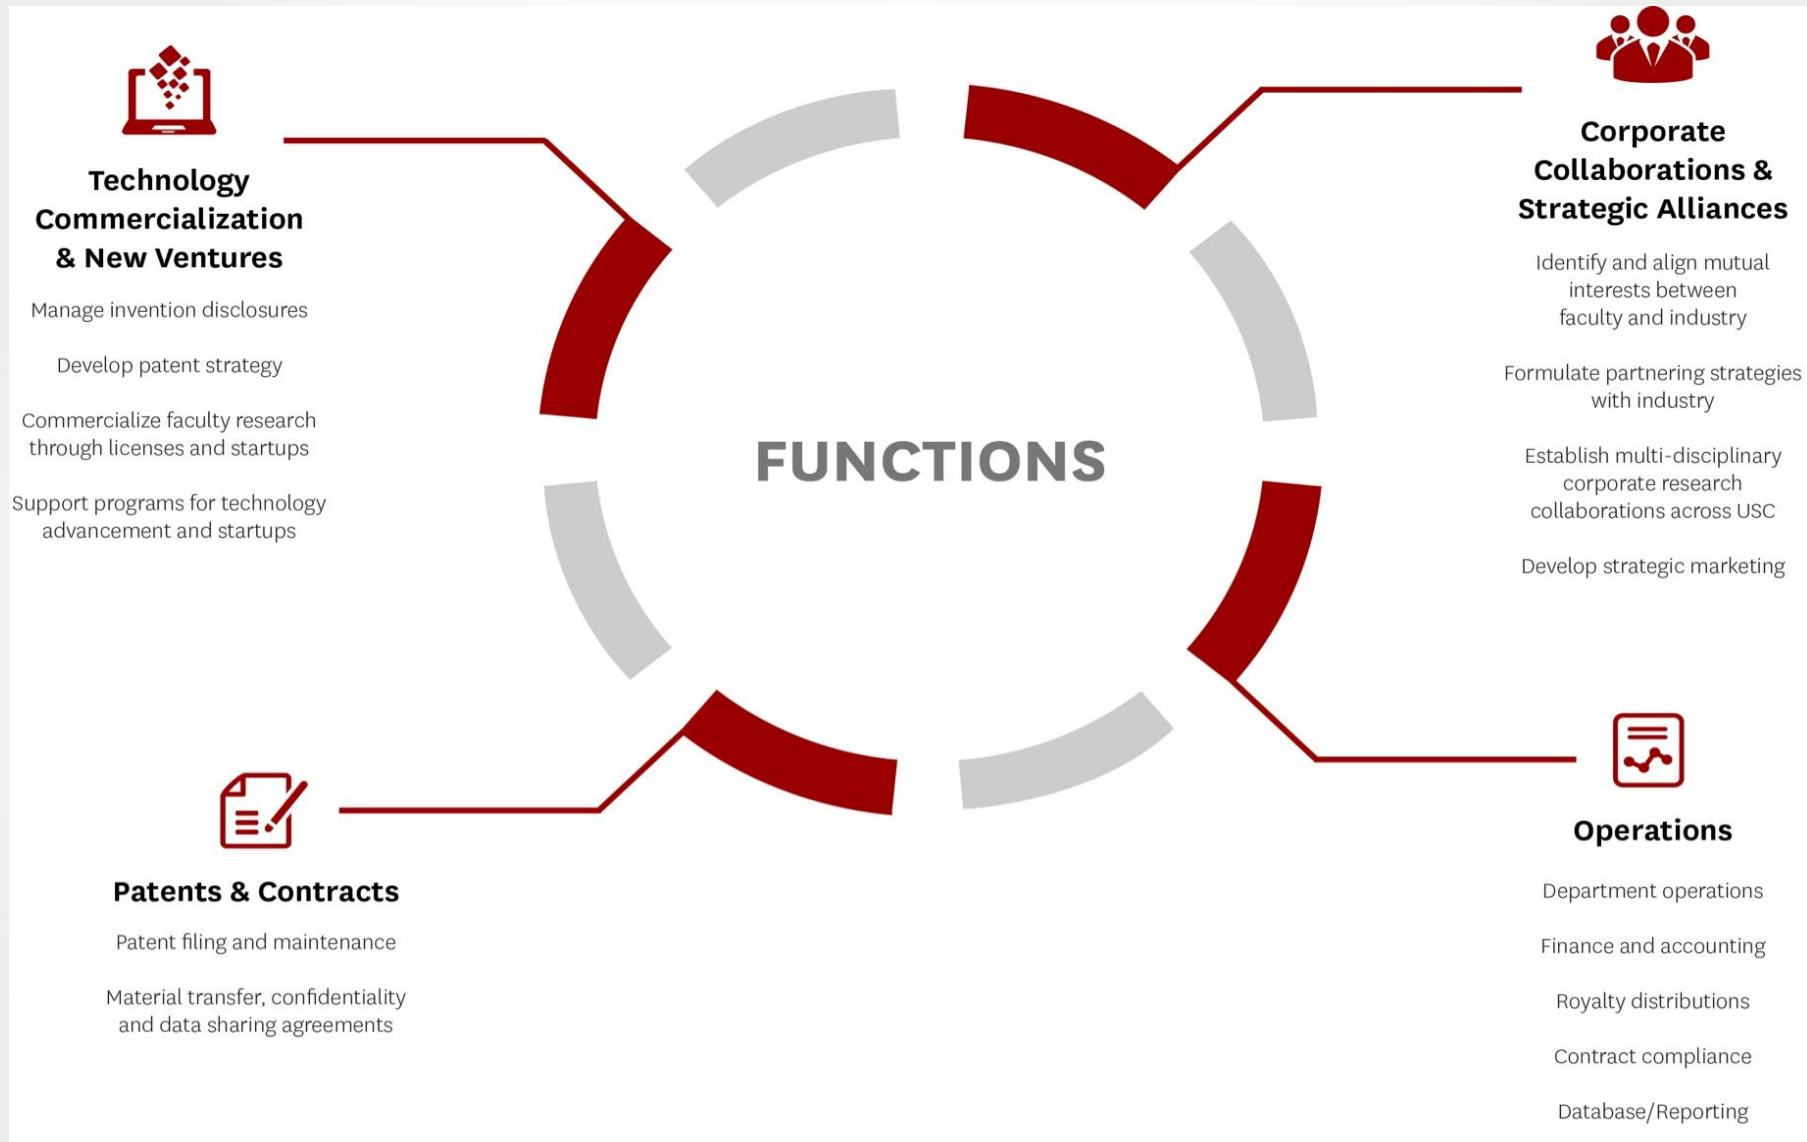 Technology
Commercialization
& New Ventures
Manage invention disclosures
Develop patent strategy
Commercialize faculty research
through licenses and startups
Support programs for technology
advancement and startups
Corporate
Collaborations &
Strategic Alliances
Identify and align mutual
interests between
faculty and industry
Formulate partnering strategies
with industry
Establish multi-disciplinary
corporate research
collaborations across USC
Develop strategic marketing
FUNCTIONS
Patents & Contracts
Patent filing and maintenance
Material transfer, confidentiality
and data sharing agreements
Operations
Department operations
Finance and accounting
Royalty distributions
Contract compliance
Database/Reporting